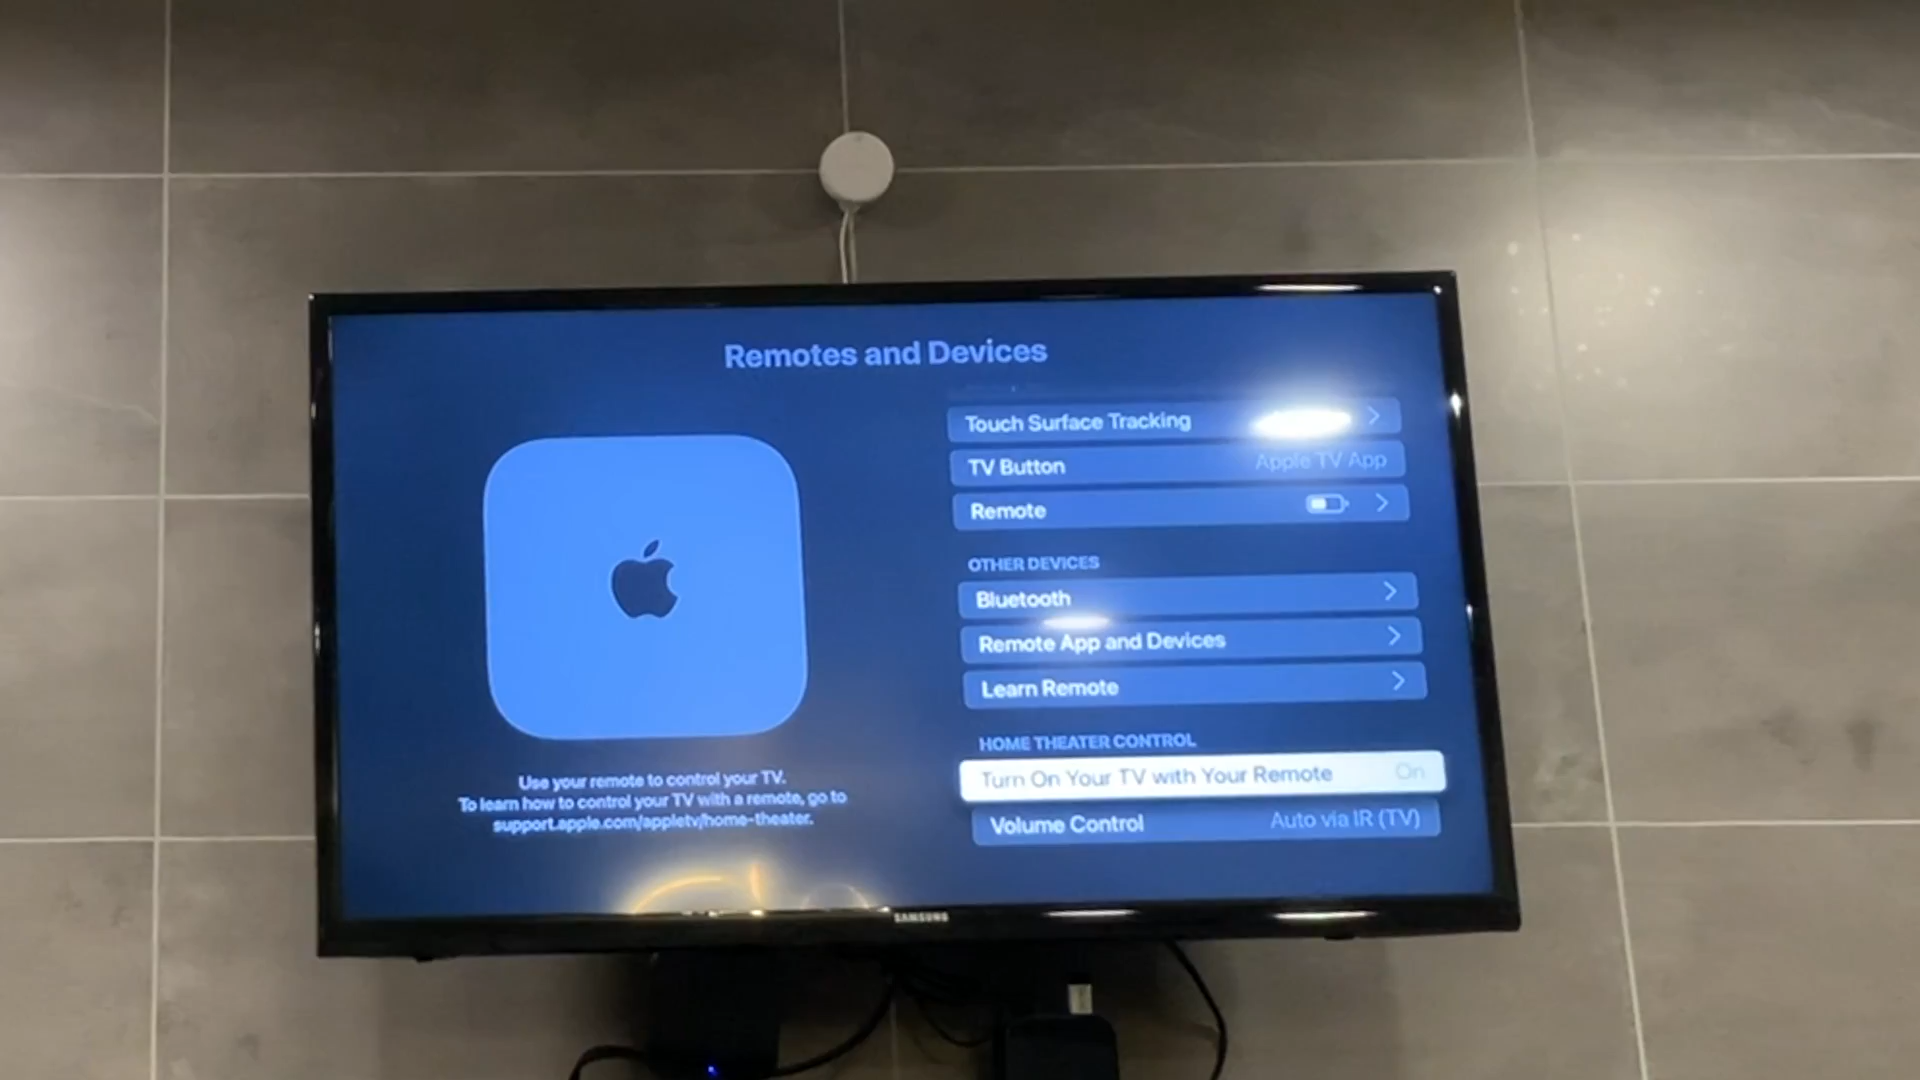 Remotes and Devices
Touch Surface Tracking
TV Button Apple TV App
Remote
OTHER DEVICES
Bluetooth
Remote App and Devices
Learn Remote
HOME THEATER CONTROL
Turn On Your TV with Your Remote On
Volume Control Auto via IR (TV)
Use your remote to control your TV.
To learn how to control your TV with a remote, go to
support.apple.com/appletv/home-theater.
SAMSUNG